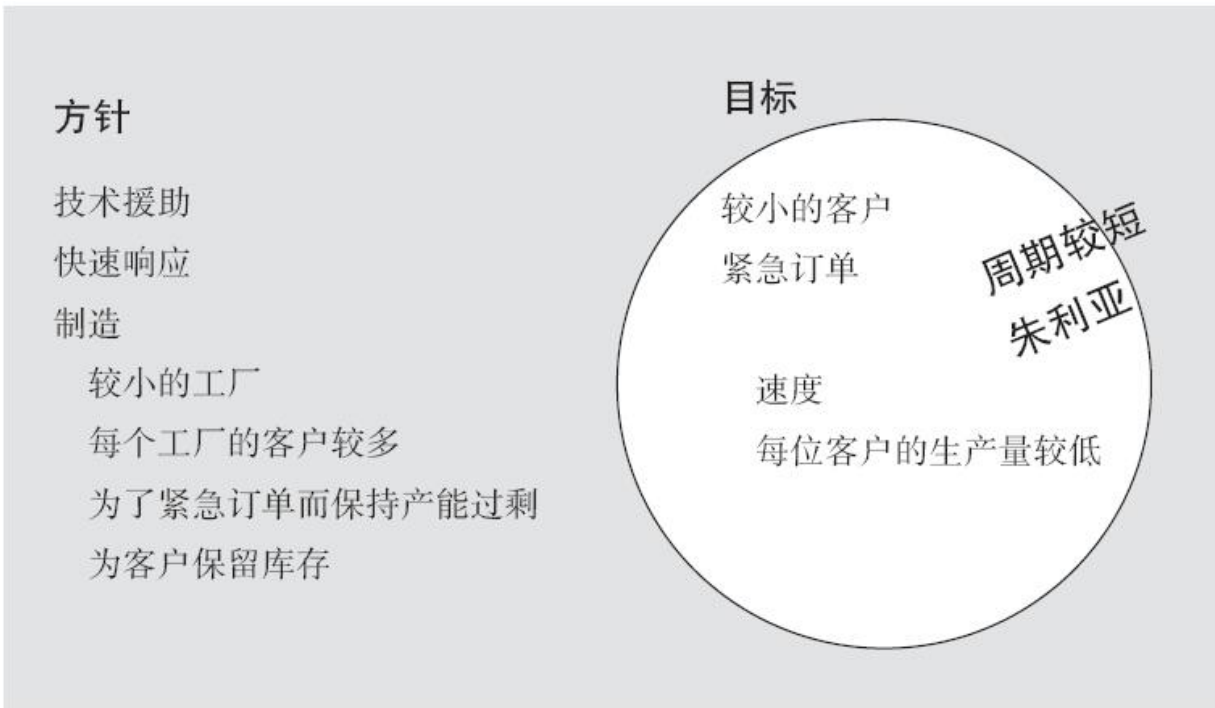 方针
技术援助
快速响应
制造
较小的工厂
每个工厂的客户较多
为了紧急订单而保持产能过剩
为客户保留库存
目标
较小的客户
紧急订单
周期较短
朱利亚
速度
每位客户的生产量较低